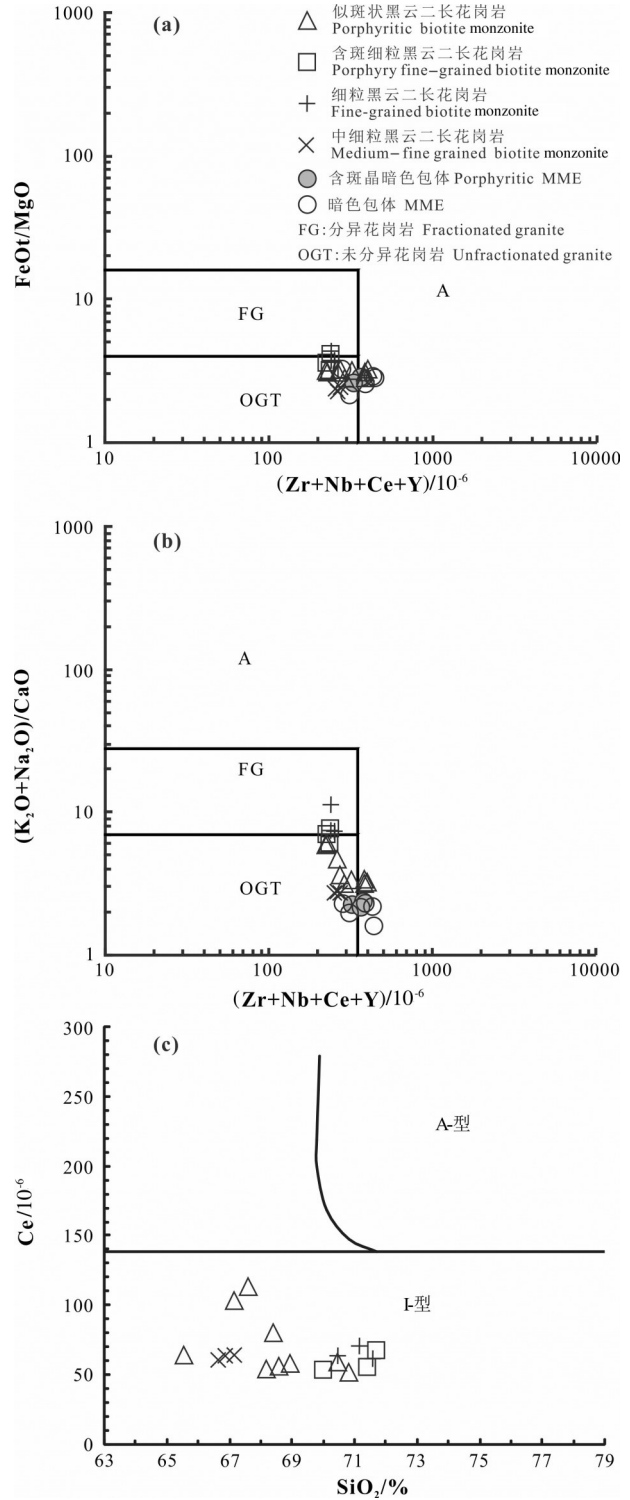 (a)
似斑状黑云二长花岗岩
Porphyritic biotite monzonite
含斑细粒黑云二长花岗岩
Porphyry fine-grained biotite monzonite
细粒黑云二长花岗岩
Fine-grained biotite monzonite
中细粒黑云二长花岗岩
Medium-fine grained biotite monzonite
含斑晶暗色包体 Porphyritic MME
暗色包体 MME
FG:分异花岗岩 Fractionated granite
OGT:未分异花岗岩 Unfractionated granite
1000
100
10
1
FeOt/MgO
A
FG
OGT
10 100 1000 10000
(Zr+Nb+Ce+Y)/10⁻⁶
(b)
1000
100
10
1
(K₂O+Na₂O)/CaO
A
FG
OGT
10 100 1000 10000
(Zr+Nb+Ce+Y)/10⁻⁶
(c)
300
250
200
150
100
50
0
Ce/10⁻⁶
A-型
I-型
63 65 67 69 71 73 75 77 79
SiO₂/%